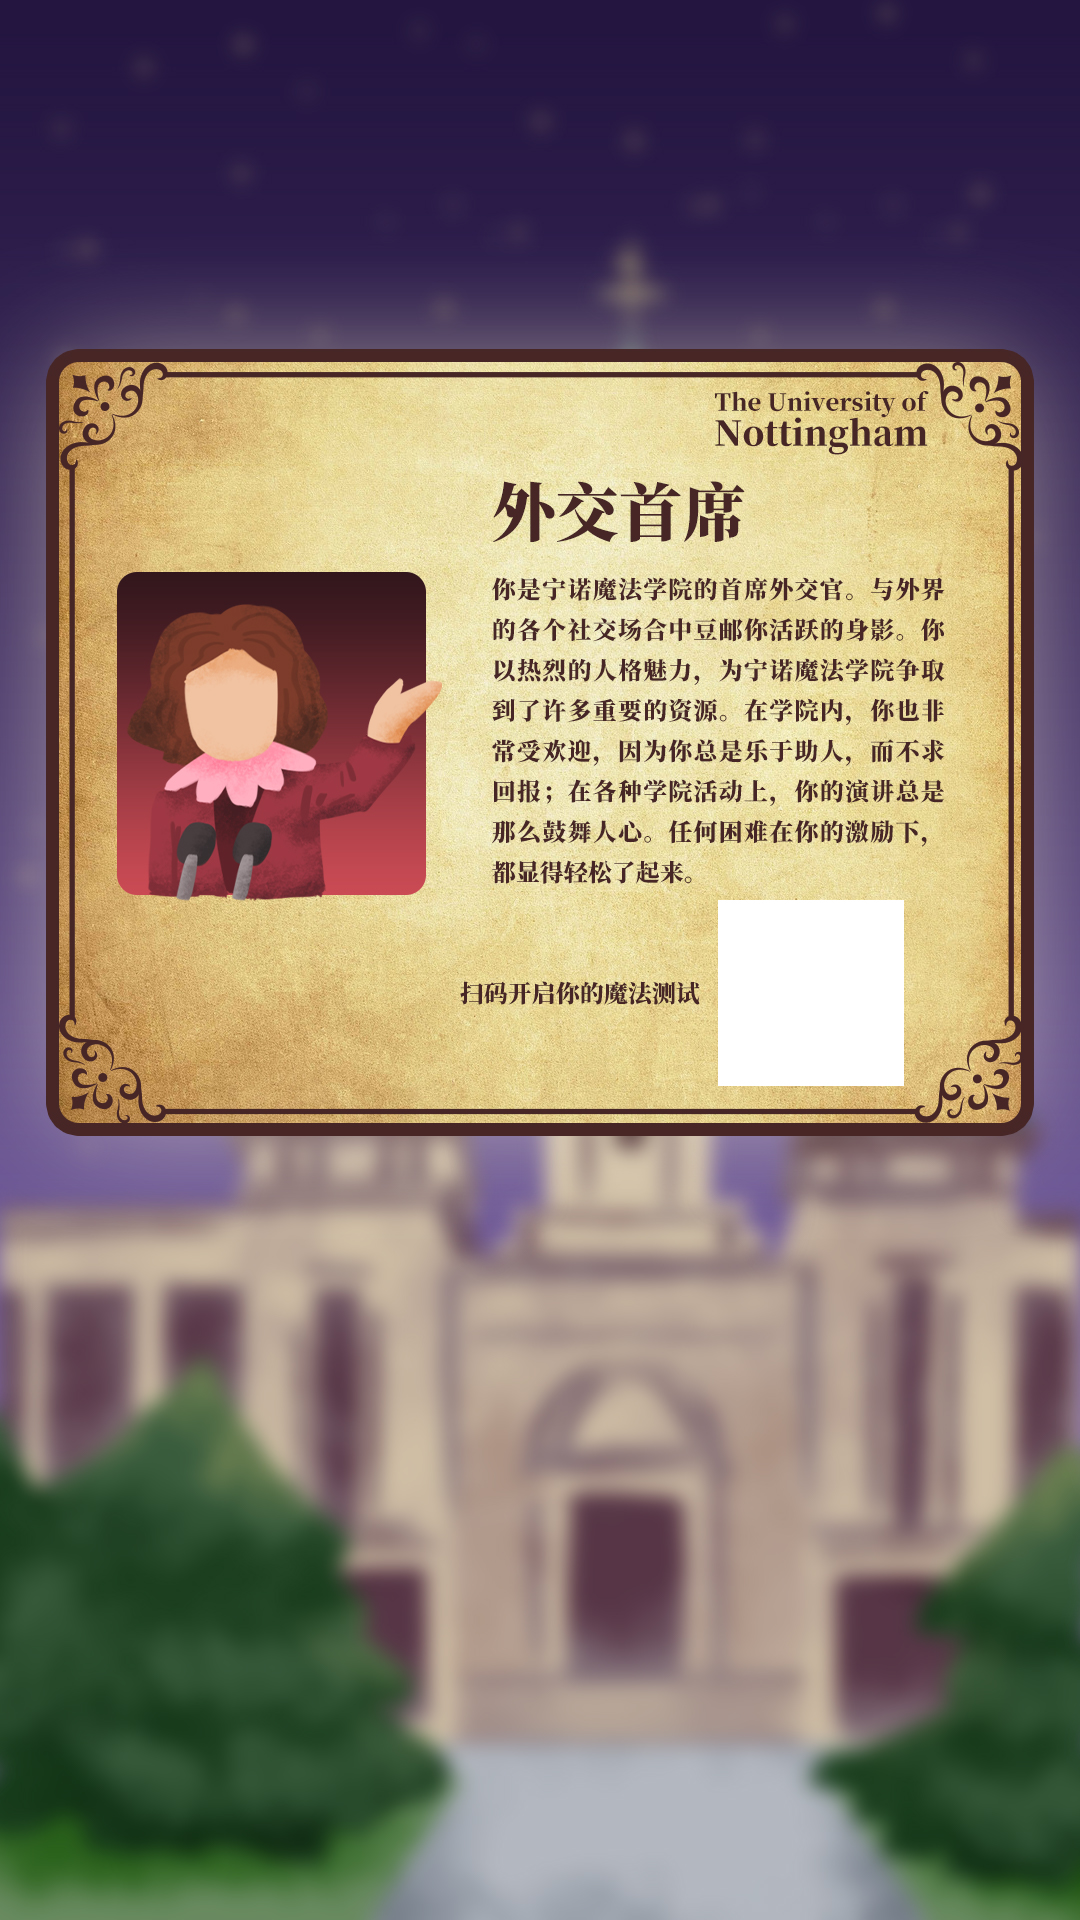 The University of
Nottingham
外交首席
你是宁诺魔法学院的首席外交官。与外界
的各个社交场合中豆邮你活跃的身影。你
以热烈的人格魅力，为宁诺魔法学院争取
到了许多重要的资源。在学院内，你也非
常受欢迎，因为你总是乐于助人，而不求
回报；在各种学院活动上，你的演讲总是
那么鼓舞人心。任何困难在你的激励下，
都显得轻松了起来。
扫码开启你的魔法测试